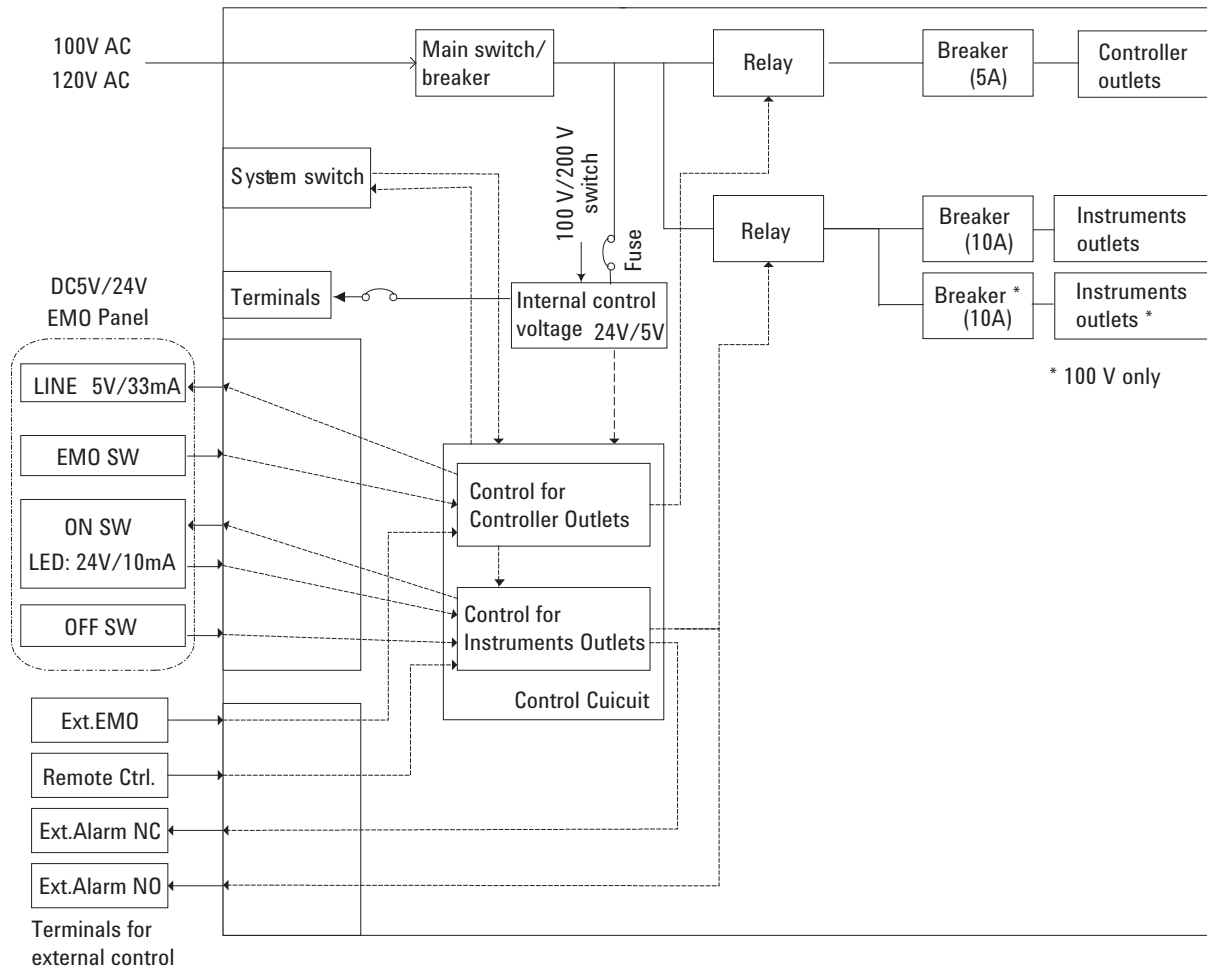 100V AC
120V AC
Main switch/
breaker
Relay
Breaker
(5A)
Controller
outlets
System switch
100 V/200 V
switch
Fuse
Relay
Breaker
(10A)
Instruments
outlets
Breaker *
(10A)
Instruments
outlets *
* 100 V only
DC5V/24V
EMO Panel
Terminals
Internal control
voltage 24V/5V
LINE 5V/33mA
EMO SW
ON SW
LED: 24V/10mA
OFF SW
Control for
Controller Outlets
Control for
Instruments Outlets
Control Cuicuit
Ext.EMO
Remote Ctrl.
Ext.Alarm NC
Ext.Alarm NO
Terminals for
external control